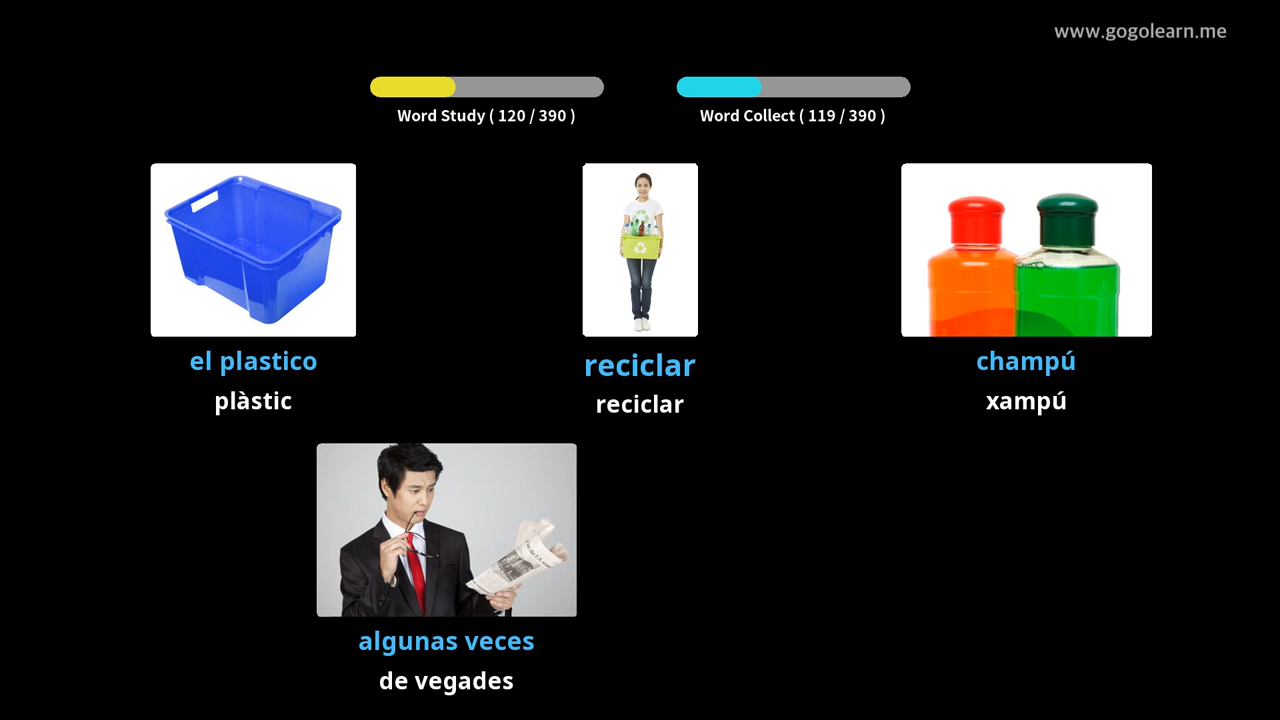 www.gogolearn.me
Word Study ( 120 / 390 )
Word Collect ( 119 / 390 )
el plastico
plàstic
reciclar
reciclar
champú
xampú
algunas veces
de vegades